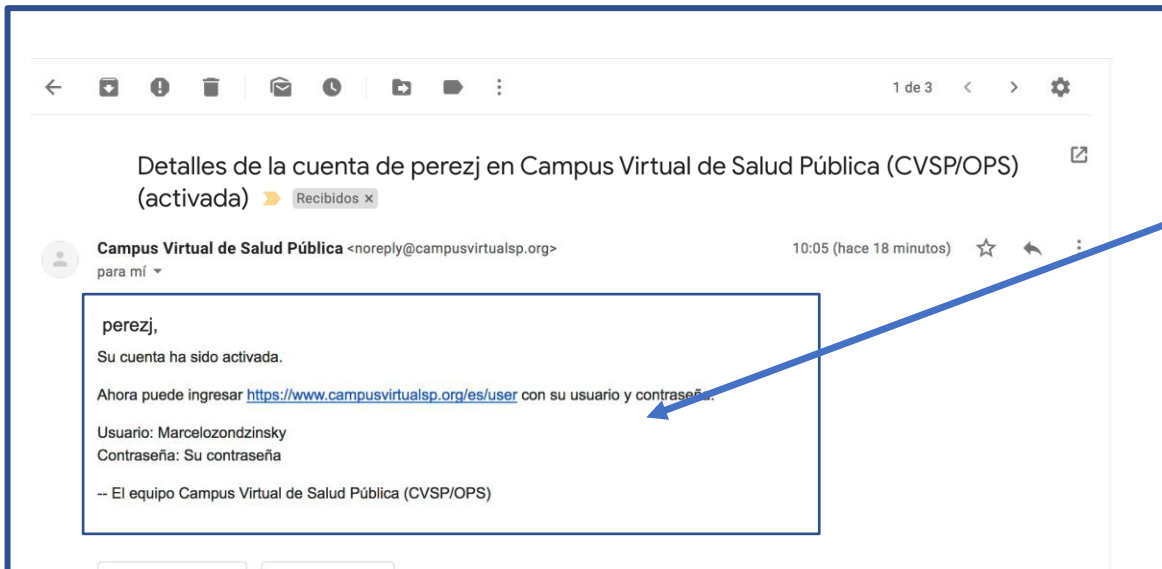 1 de 3
Detalles de la cuenta de perezj en Campus Virtual de Salud Pública (CVSP/OPS)
(activada) Recibidos x
Campus Virtual de Salud Pública <noreply@campusvirtualsp.org> 10:05 (hace 18 minutos)
para mí
perezj,
Su cuenta ha sido activada.
Ahora puede ingresar https://www.campusvirtualsp.org/es/user con su usuario y contraseña.
Usuario: Marcelozondzinsky
Contraseña: Su contraseña
-- El equipo Campus Virtual de Salud Pública (CVSP/OPS)